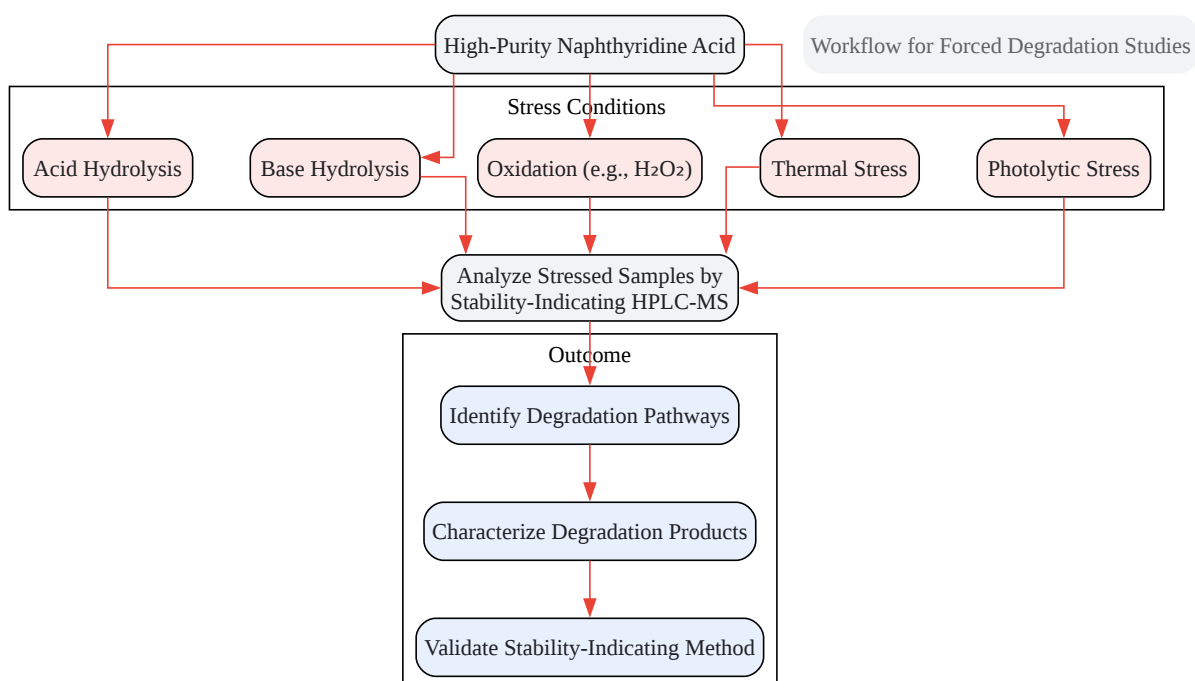 High-Purity Naphthyridine Acid
Workflow for Forced Degradation Studies
Stress Conditions
Acid Hydrolysis
Base Hydrolysis
Oxidation (e.g., H₂O₂)
Thermal Stress
Photolytic Stress
Analyze Stressed Samples by
Stability-Indicating HPLC-MS
Outcome
Identify Degradation Pathways
Characterize Degradation Products
Validate Stability-Indicating Method